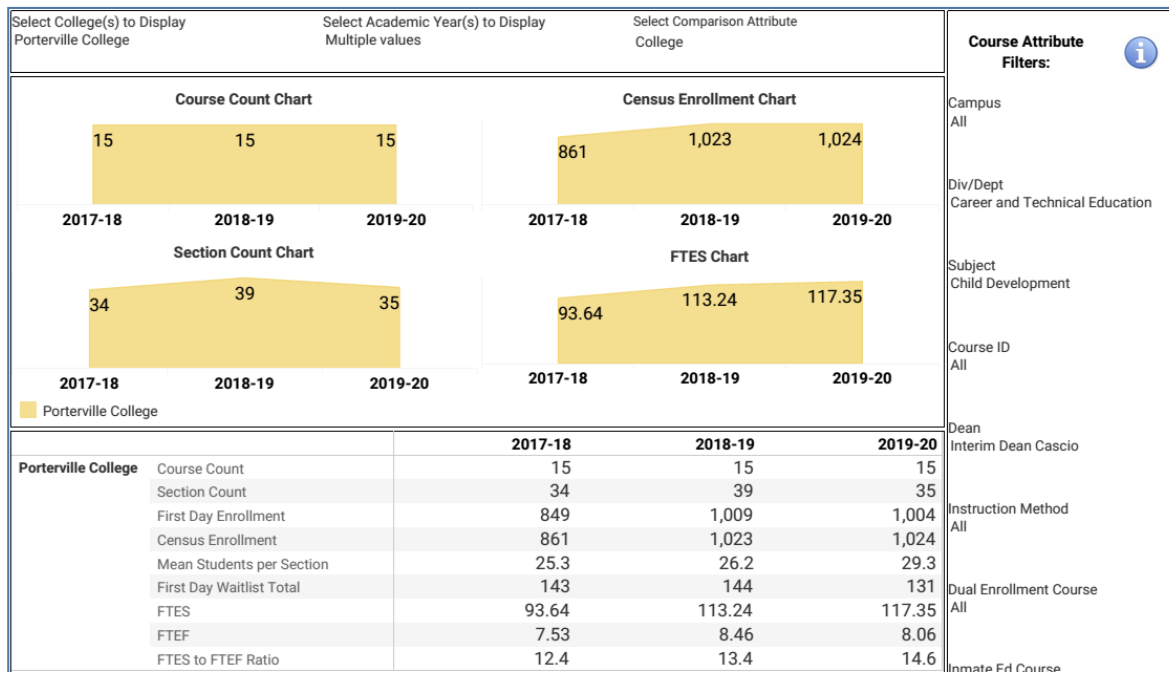 Select College(s) to Display
Porterville College
Select Academic Year(s) to Display
Multiple values
Select Comparison Attribute
College
Course Attribute
Filters:
i
Course Count Chart
15 15 15
2017-18 2018-19 2019-20
Census Enrollment Chart
861 1,023 1,024
2017-18 2018-19 2019-20
Section Count Chart
34 39 35
2017-18 2018-19 2019-20
FTES Chart
93.64 113.24 117.35
2017-18 2018-19 2019-20
Porterville College
2017-18 2018-19 2019-20
Porterville College Course Count 15 15 15
Section Count 34 39 35
First Day Enrollment 849 1,009 1,004
Census Enrollment 861 1,023 1,024
Mean Students per Section 25.3 26.2 29.3
First Day Waitlist Total 143 144 131
FTES 93.64 113.24 117.35
FTEF 7.53 8.46 8.06
FTES to FTEF Ratio 12.4 13.4 14.6
Campus
All
Div/Dept
Career and Technical Education
Subject
Child Development
Course ID
All
Dean
Interim Dean Cascio
Instruction Method
All
Dual Enrollment Course
All
Inmate Ed Course